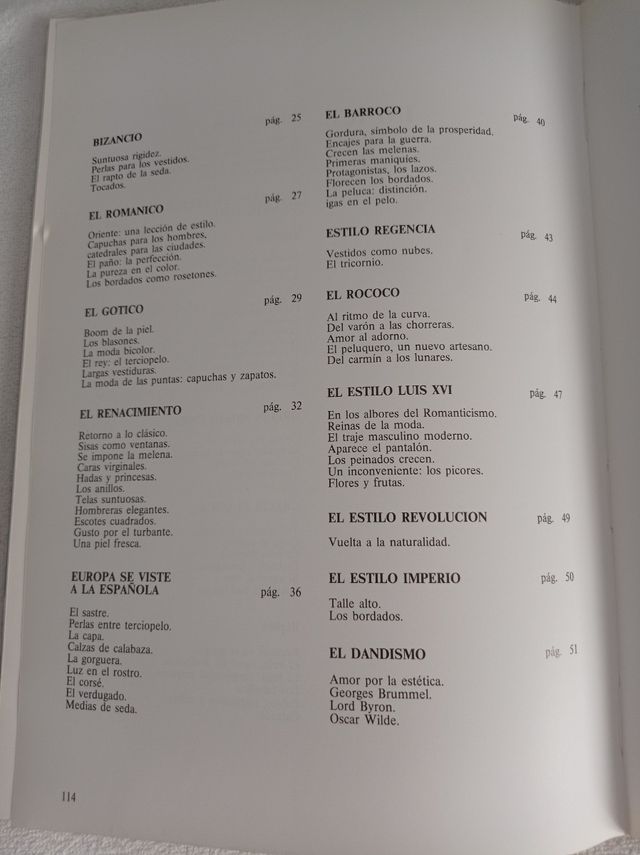 BIZANCIO pág. 25
Suntuosa rigidez.
Perlas para los vestidos.
El rapto de la seda.
Tocados.
EL ROMANICO pág. 27
Oriente: una lección de estilo.
Capuchas para los hombres,
catedrales para las ciudades.
El paño: la perfección.
La pureza en el color.
Los bordados como rosetones.
EL GOTICO pág. 29
Boom de la piel.
Los blasones.
La moda bicolor.
El rey: el terciopelo.
Largas vestiduras.
La moda de las puntas: capuchas y zapatos.
EL RENACIMIENTO pág. 32
Retorno a lo clásico.
Sisas como ventanas.
Se impone la melena.
Caras virginales.
Hadas y princesas.
Los anillos.
Telas suntuosas.
Hombreras elegantes.
Escotes cuadrados.
Gusto por el turbante.
Una piel fresca.
EUROPA SE VISTE
A LA ESPAÑOLA pág. 36
El sastre.
Perlas entre terciopelo.
La capa.
Calzas de calabaza.
La gorguera.
Luz en el rostro.
El corsé.
El verdugado.
Medias de seda.
114
EL BARROCO pág. 40
Gordura, símbolo de la prosperidad.
Encajes para la guerra.
Crecen las melenas.
Primeras maniquíes.
Protagonistas, los lazos.
Florecen los bordados.
La peluca: distinción.
igas en el pelo.
ESTILO REGENCIA pág. 43
Vestidos como nubes.
El tricornio.
EL ROCOCO pág. 44
Al ritmo de la curva.
Del varón a las chorreras.
Amor al adorno.
El peluquero, un nuevo artesano.
Del carmín a los lunares.
EL ESTILO LUIS XVI pág. 47
En los albores del Romanticismo.
Reinas de la moda.
El traje masculino moderno.
Aparece el pantalón.
Los peinados crecen.
Un inconveniente: los picores.
Flores y frutas.
EL ESTILO REVOLUCION pág. 49
Vuelta a la naturalidad.
EL ESTILO IMPERIO pág. 50
Talle alto.
Los bordados.
EL DANDISMO pág. 51
Amor por la estética.
Georges Brummel.
Lord Byron.
Oscar Wilde.